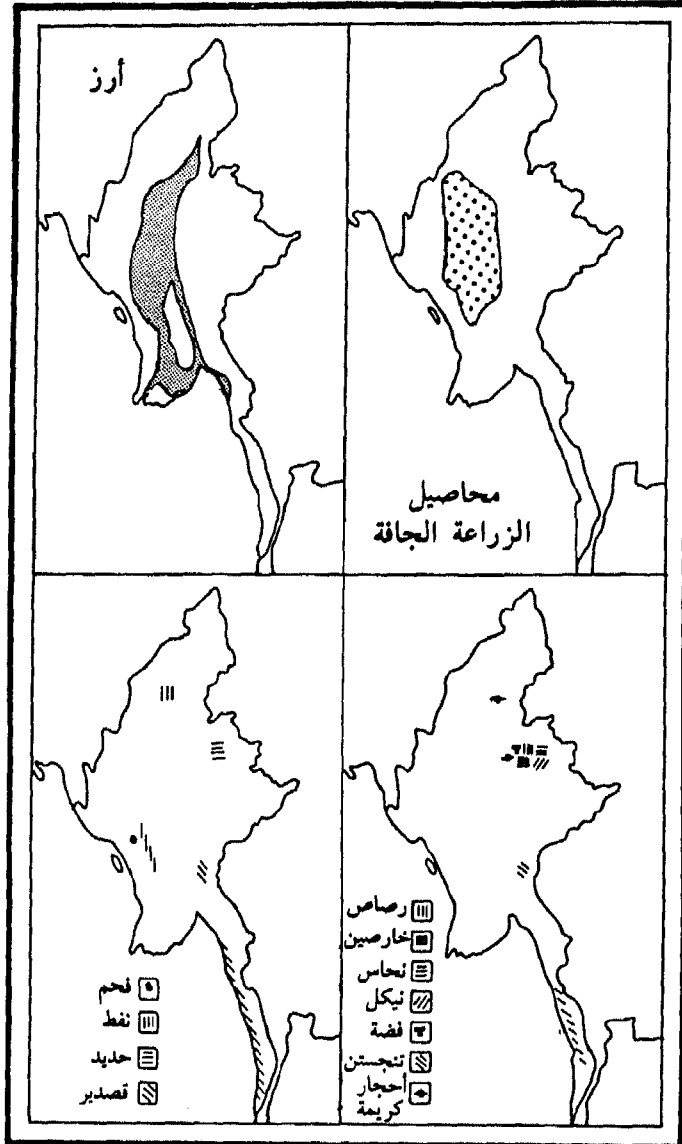 أرز
محاصيل
الزراعة الجافة
فحم
نفط
حديد
قصدير
رصاص
خارصين
نحاس
نيكل
فضة
تنجستن
أحجار
كريمة